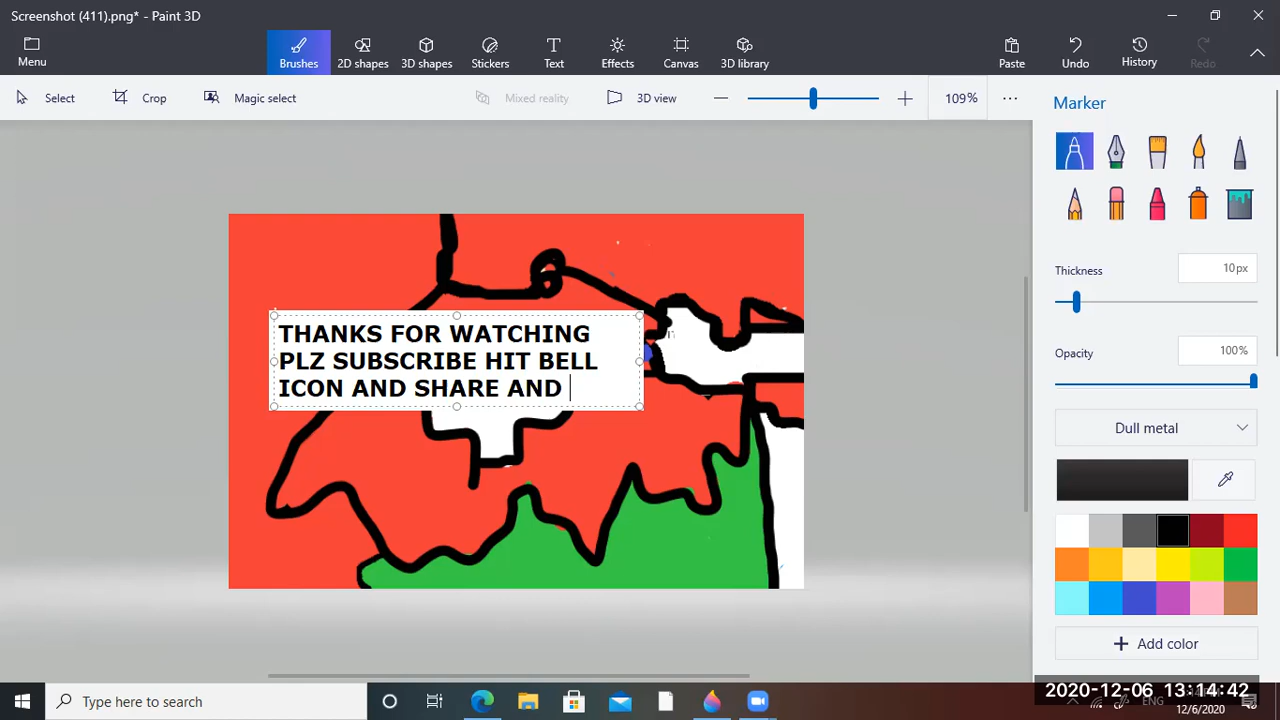 Screenshot (411).png* - Paint 3D
Menu
Brushes
2D shapes
3D shapes
Stickers
Text
Effects
Canvas
3D library
Paste
Undo
History
Redo
Select
Crop
Magic select
Mixed reality
3D view
109%
Marker
Thickness
10px
Opacity
100%
Dull metal
Add color
THANKS FOR WATCHING
PLZ SUBSCRIBE HIT BELL
ICON AND SHARE AND
Type here to search
2020-12-06 13:14:42
12/6/2020